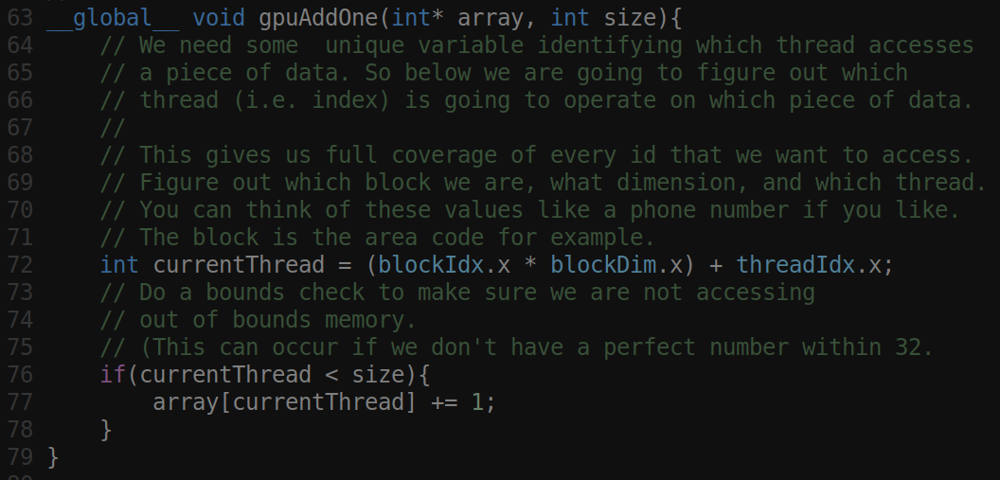 63 __global__ void gpuAddOne(int* array, int size){
64     // We need some  unique variable identifying which thread accesses
65     // a piece of data. So below we are going to figure out which
66     // thread (i.e. index) is going to operate on which piece of data.
67     //
68     // This gives us full coverage of every id that we want to access.
69     // Figure out which block we are, what dimension, and which thread.
70     // You can think of these values like a phone number if you like.
71     // The block is the area code for example.
72     int currentThread = (blockIdx.x * blockDim.x) + threadIdx.x;
73     // Do a bounds check to make sure we are not accessing
74     // out of bounds memory.
75     // (This can occur if we don't have a perfect number within 32.
76     if(currentThread < size){
77         array[currentThread] += 1;
78     }
79 }